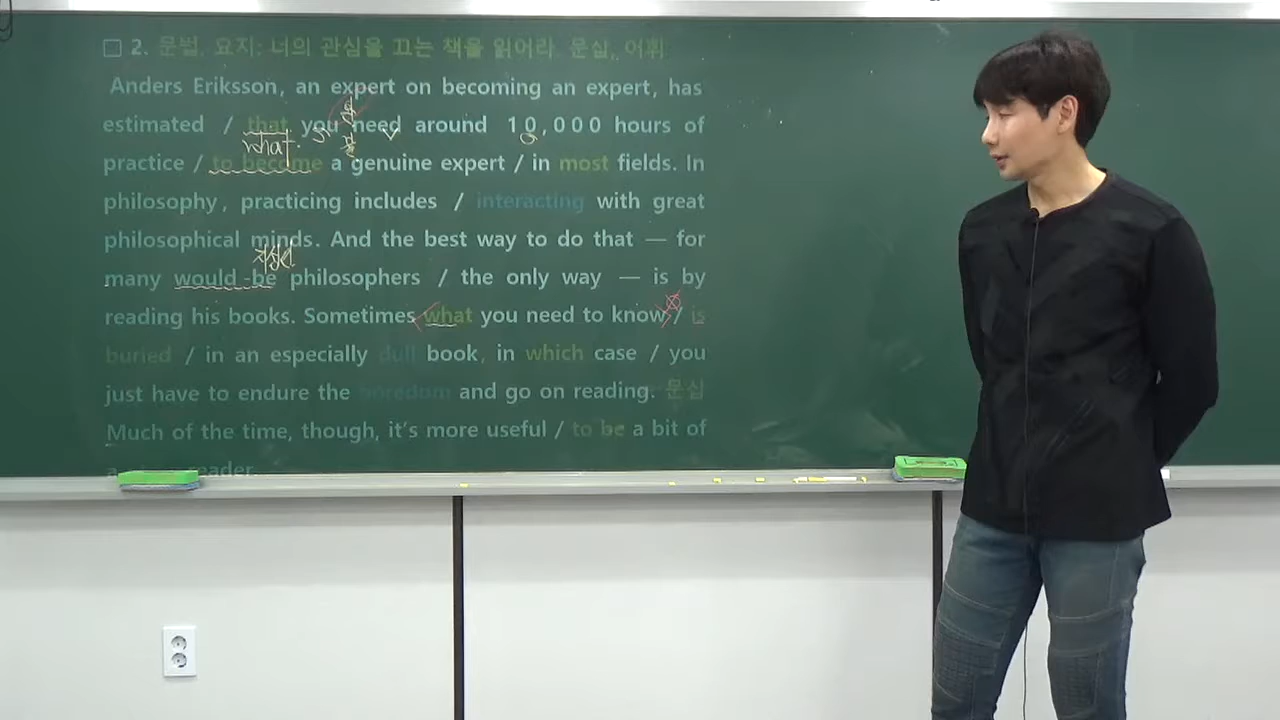 □ 2. 문법, 요지: 너의 관심을 끄는 책을 읽어라. 문삽, 어휘
Anders Eriksson, an expert on becoming an expert, has
estimated / that you need around 10,000 hours of
what. S V
practice / to become a genuine expert / in most fields. In
philosophy, practicing includes / interacting with great
philosophical minds. And the best way to do that — for
지망생
many would-be philosophers / the only way — is by
reading his books. Sometimes what you need to know / is
buried / in an especially dull book, in which case / you
just have to endure the boredom and go on reading. 문삽
Much of the time, though, it's more useful / to be a bit of
a reader.